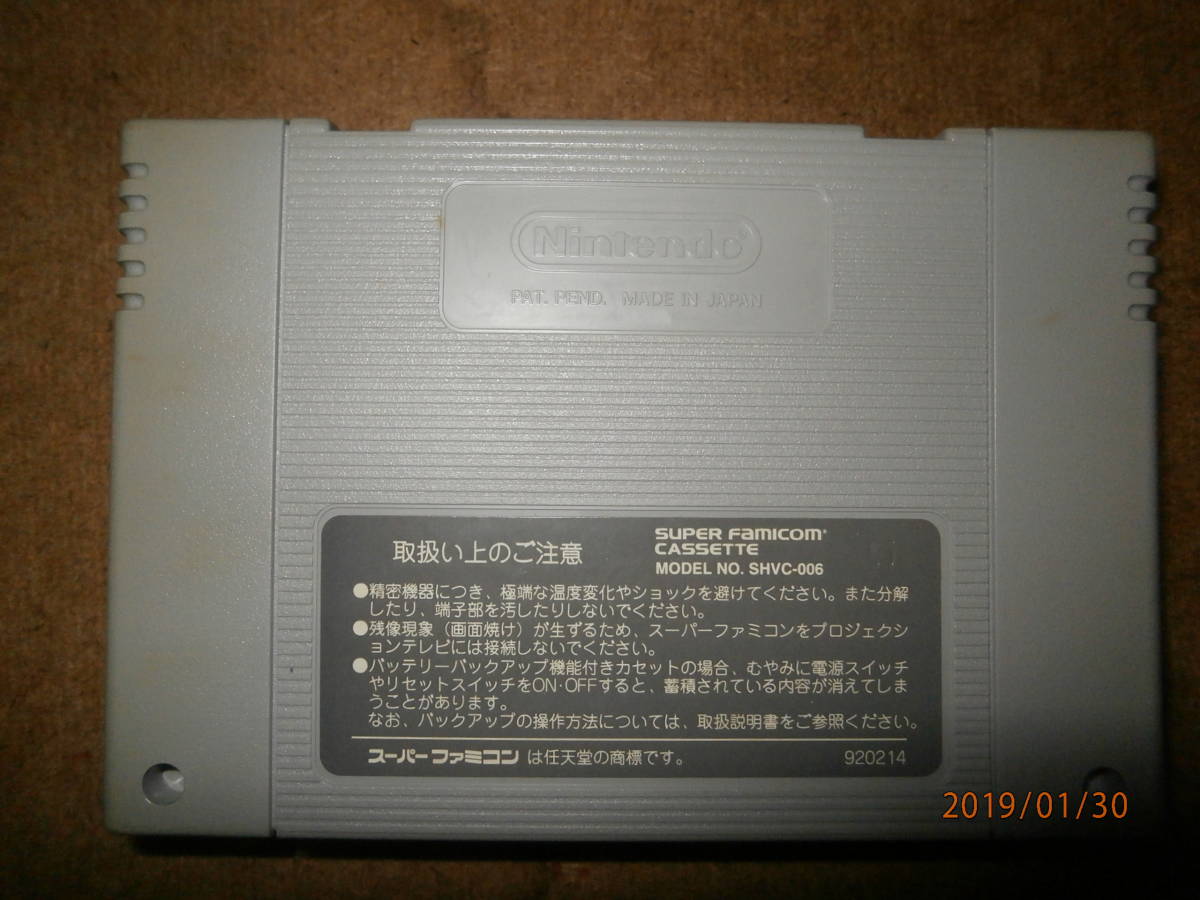 Nintendo®
PAT. PEND. MADE IN JAPAN
取扱い上のご注意
SUPER FAMICOM®
CASSETTE
MODEL NO. SHVC-006
●精密機器につき、極端な温度変化やショックを避けてください。また分解
したり、端子部を汚したりしないでください。
●残像現象（画面焼け）が生ずるため、スーパーファミコンをプロジェクシ
ョンテレビには接続しないでください。
●バッテリーバックアップ機能付きカセットの場合、むやみに電源スイッチ
やリセットスイッチをON・OFFすると、蓄積されている内容が消えてしま
うことがあります。
なお、バックアップの操作方法については、取扱説明書をご参照ください。
スーパーファミコン は任天堂の商標です。
920214
2019/01/30